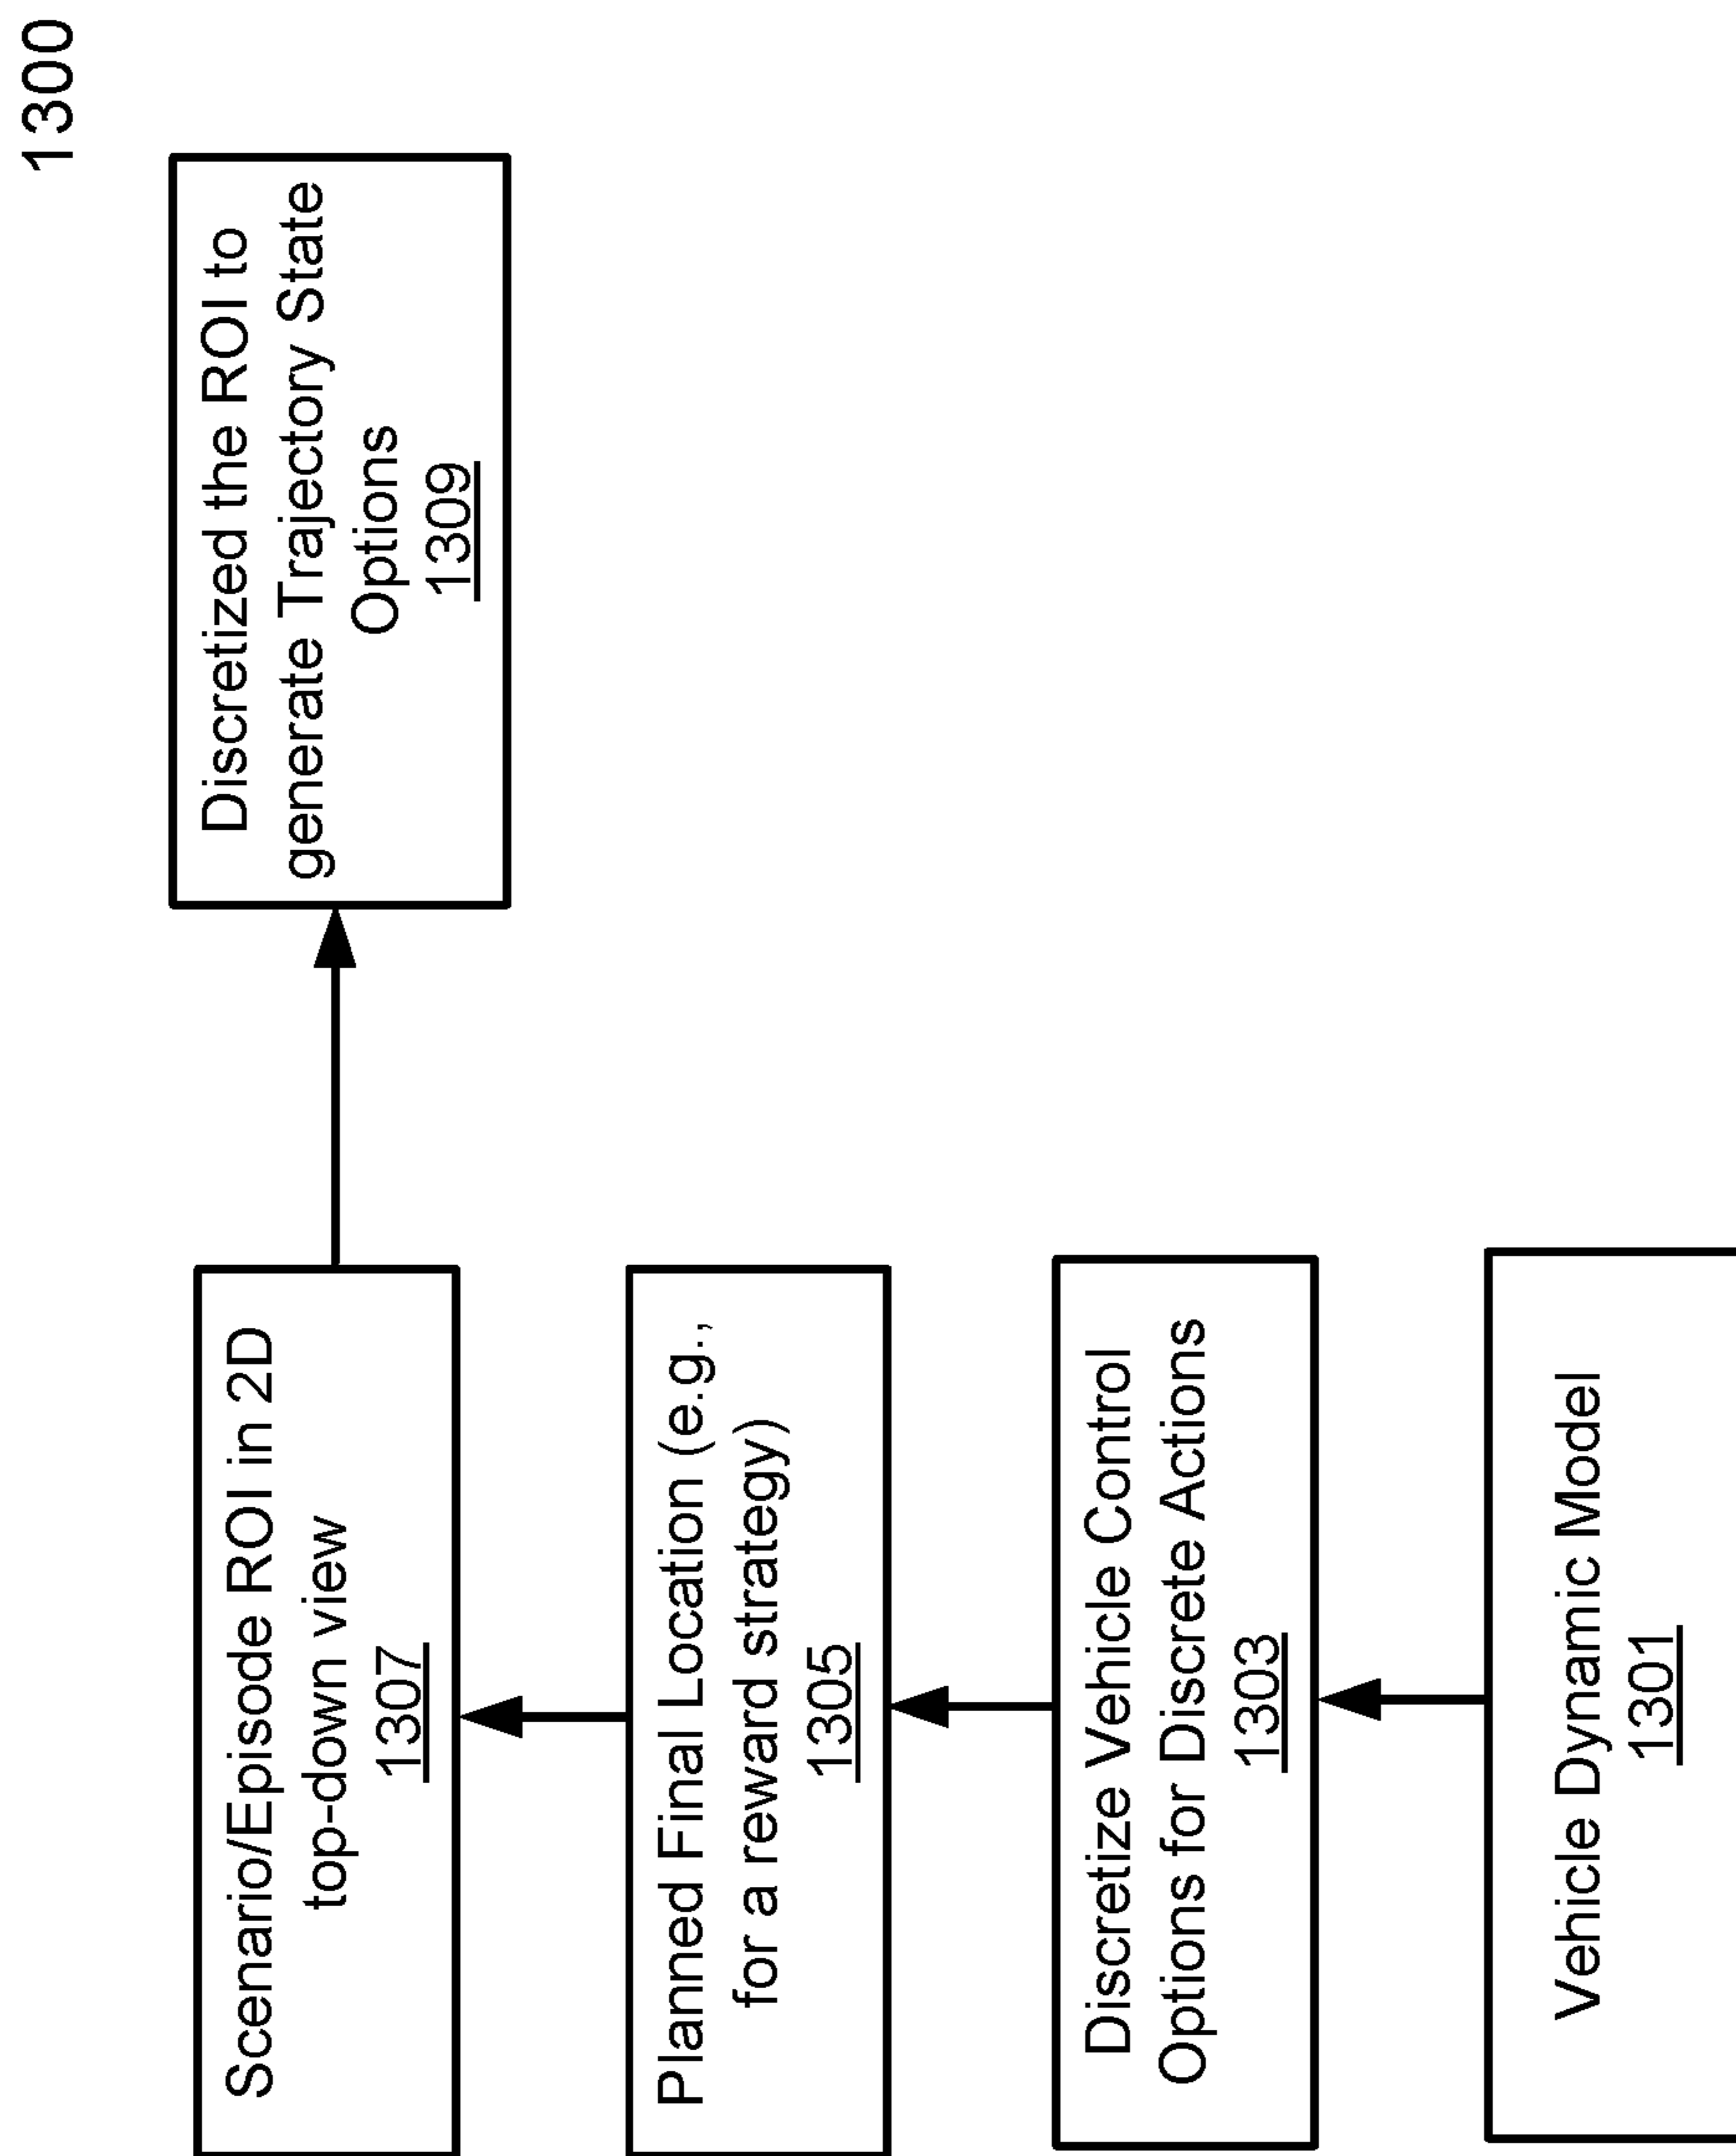 1300
Discretized the ROI to
generate Trajectory State
Options
1309
Scenario/Episode ROI in 2D
top-down view
1307
Planned Final Location (e.g.,
for a reward strategy)
1305
Discretize Vehicle Control
Options for Discrete Actions
1303
Vehicle Dynamic Model
1301